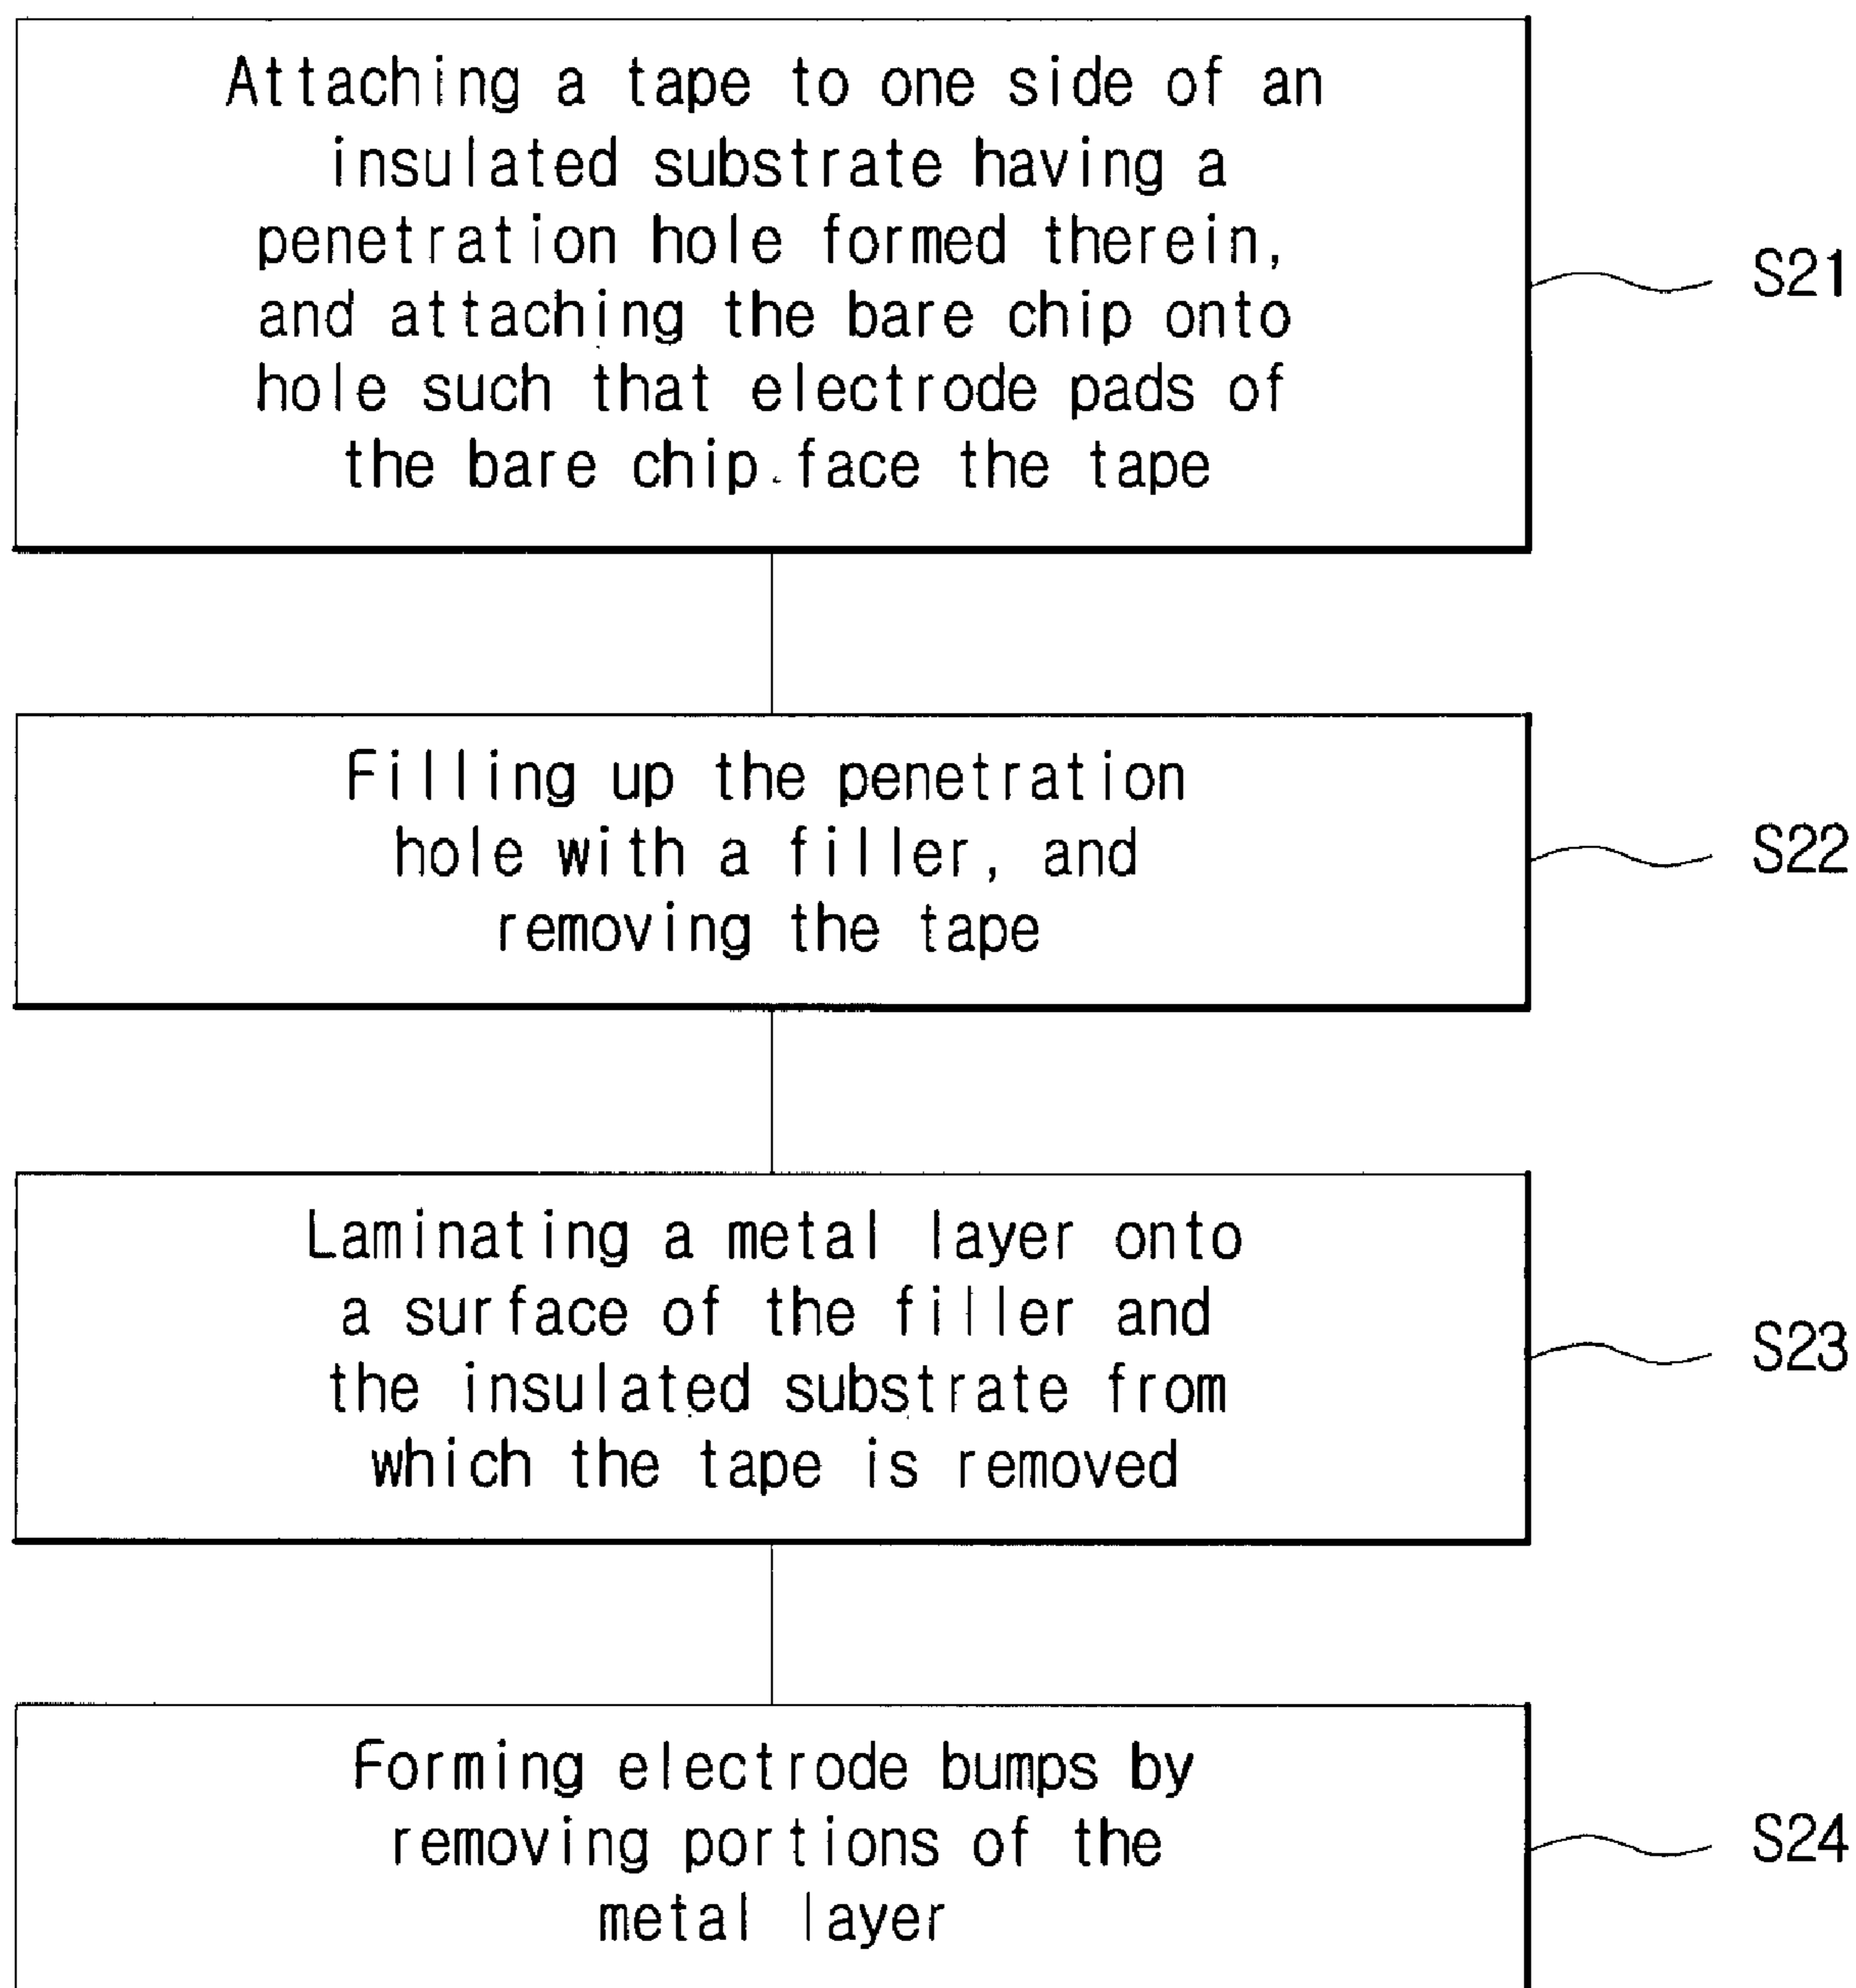 Attaching a tape to one side of an
insulated substrate having a
penetration hole formed therein,
and attaching the bare chip onto
hole such that electrode pads of
the bare chip face the tape
S21
Filling up the penetration
hole with a filler, and
removing the tape
S22
Laminating a metal layer onto
a surface of the filler and
the insulated substrate from
which the tape is removed
S23
Forming electrode bumps by
removing portions of the
metal layer
S24